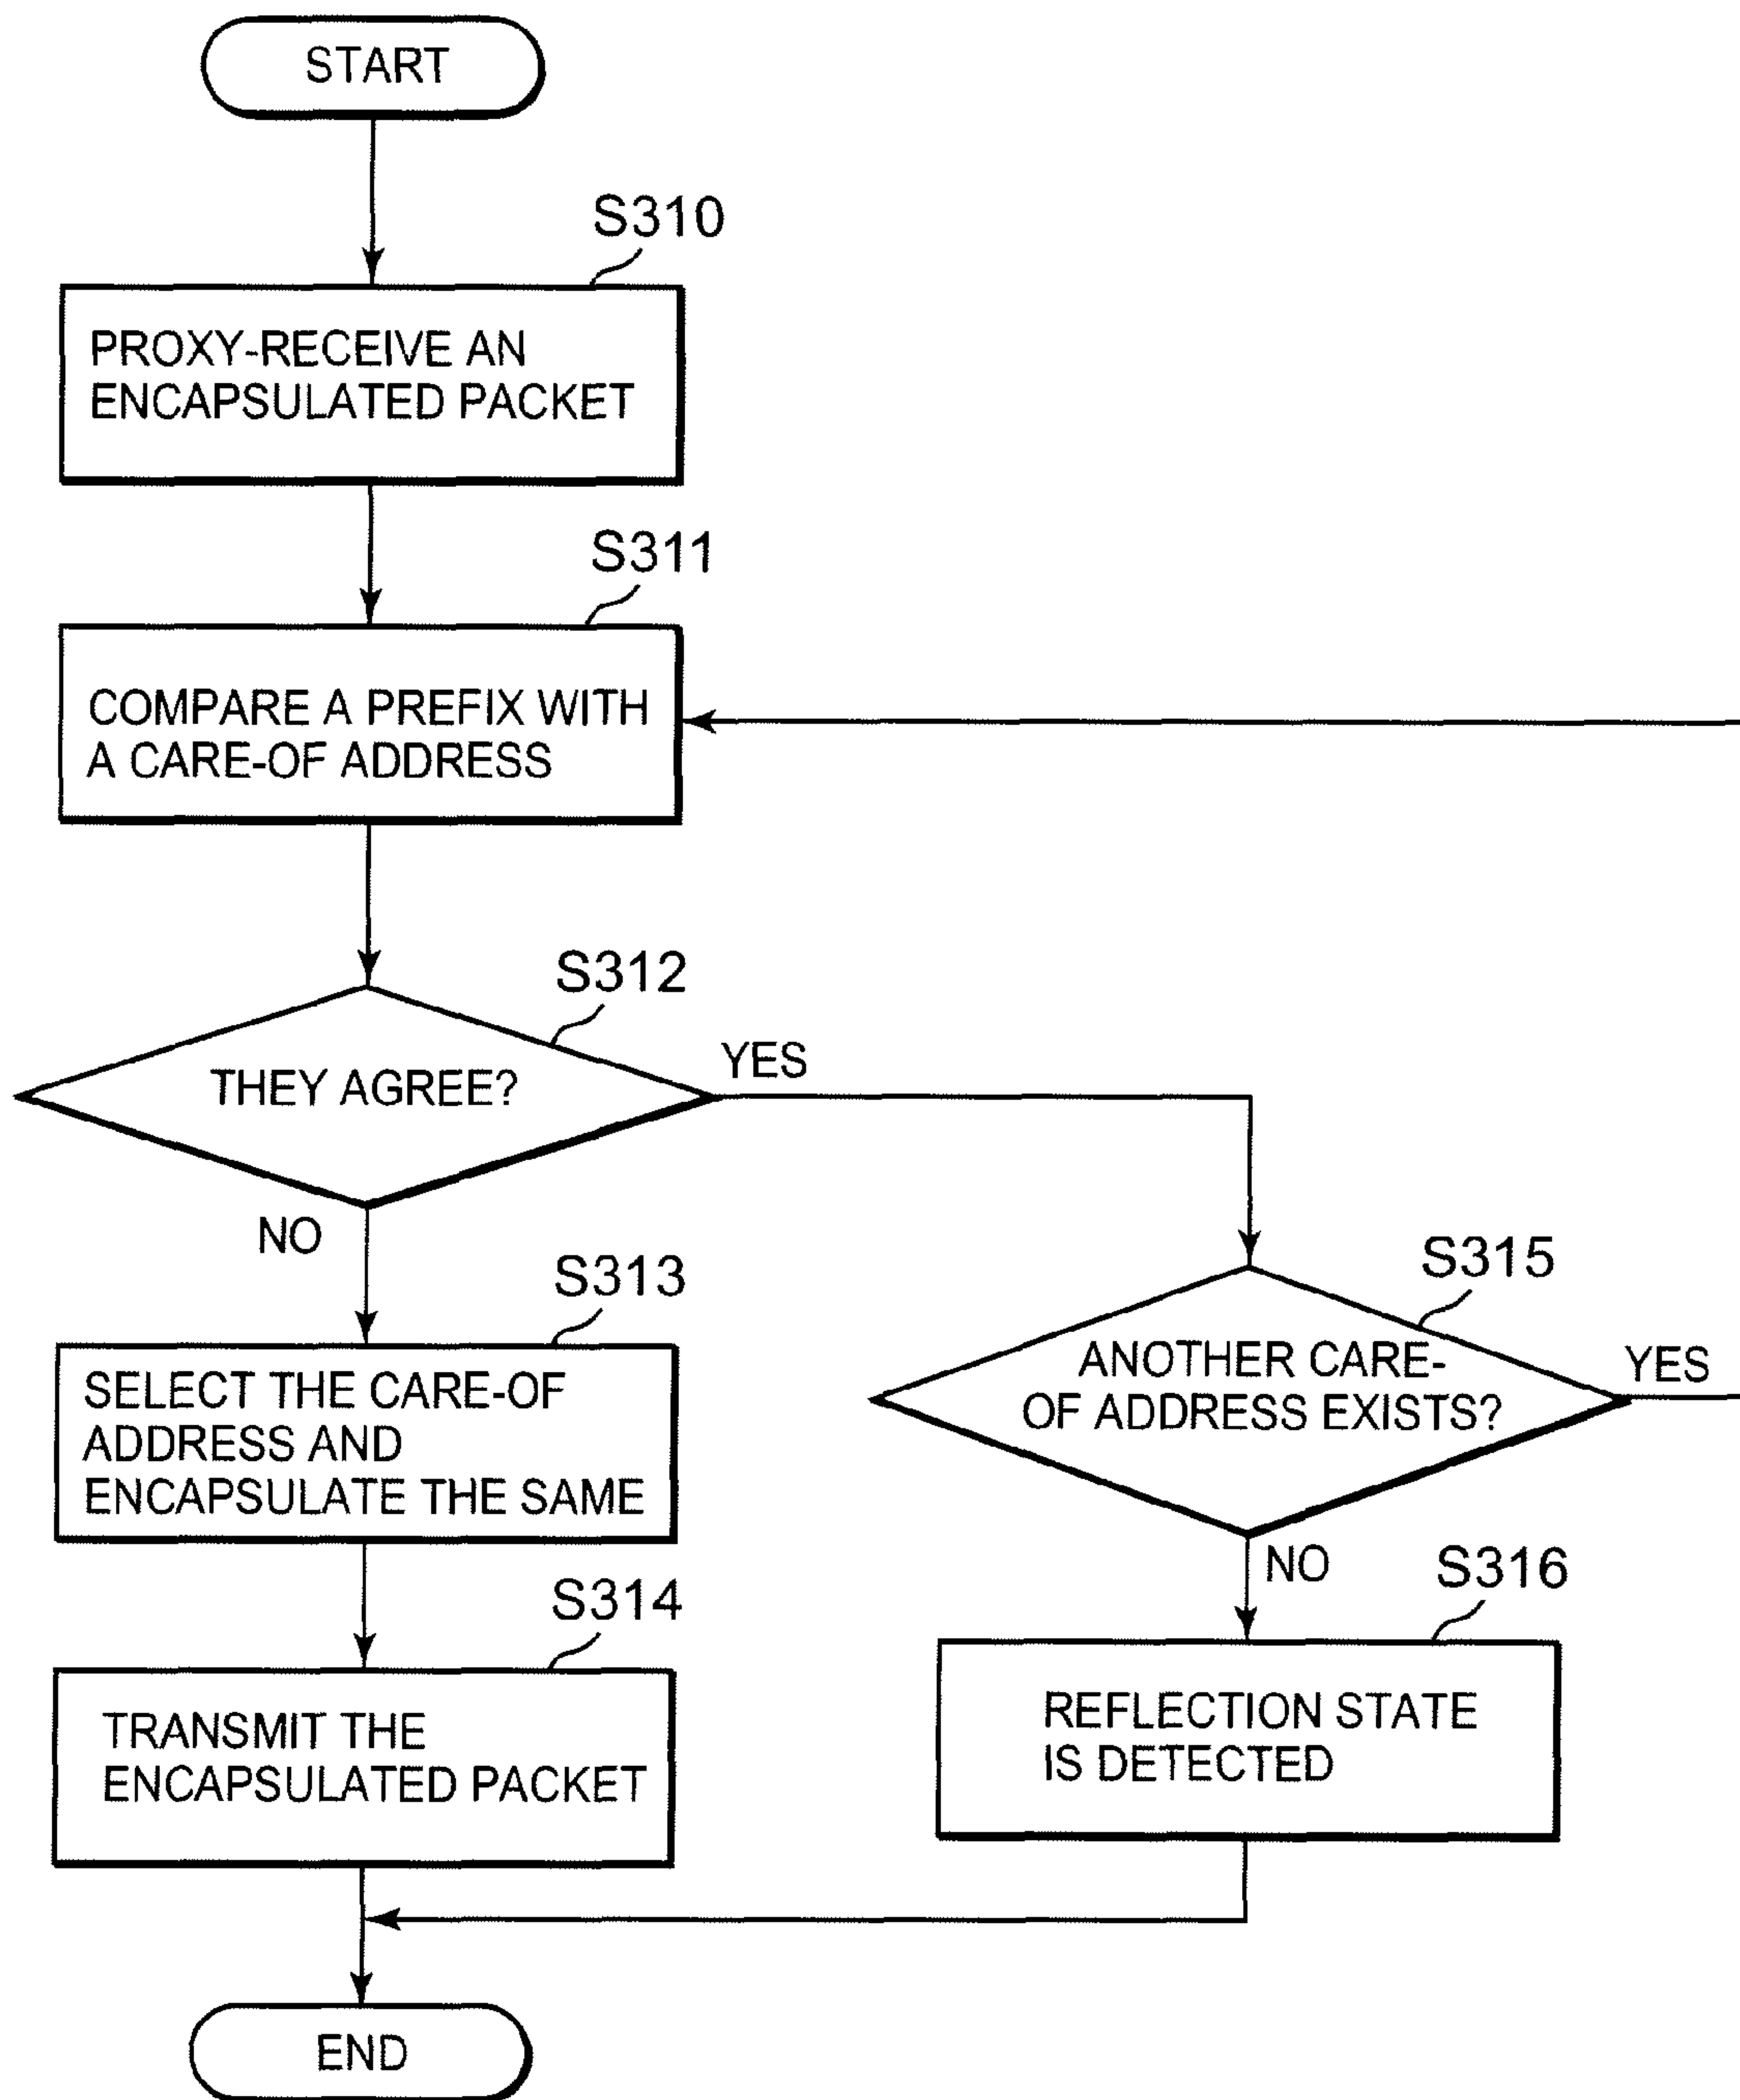 START
S310
PROXY-RECEIVE AN
ENCAPSULATED PACKET
S311
COMPARE A PREFIX WITH
A CARE-OF ADDRESS
S312
THEY AGREE?
YES
NO
S313
SELECT THE CARE-OF
ADDRESS AND
ENCAPSULATE THE SAME
S314
TRANSMIT THE
ENCAPSULATED PACKET
S315
ANOTHER CARE-
OF ADDRESS EXISTS?
YES
NO
S316
REFLECTION STATE
IS DETECTED
END